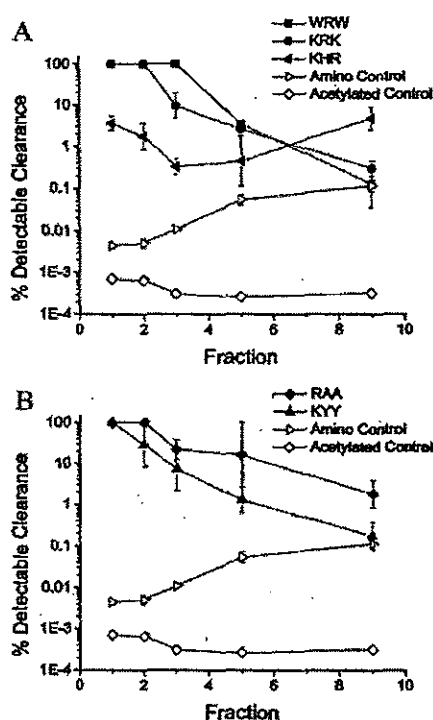 A
WRW
KRK
KHR
Amino Control
Acetylated Control
% Detectable Clearance
100
10
1
0.1
0.01
1E-3
1E-4
0 2 4 6 8 10
Fraction
B
RAA
KYY
Amino Control
Acetylated Control
% Detectable Clearance
100
10
1
0.1
0.01
1E-3
1E-4
0 2 4 6 8 10
Fraction